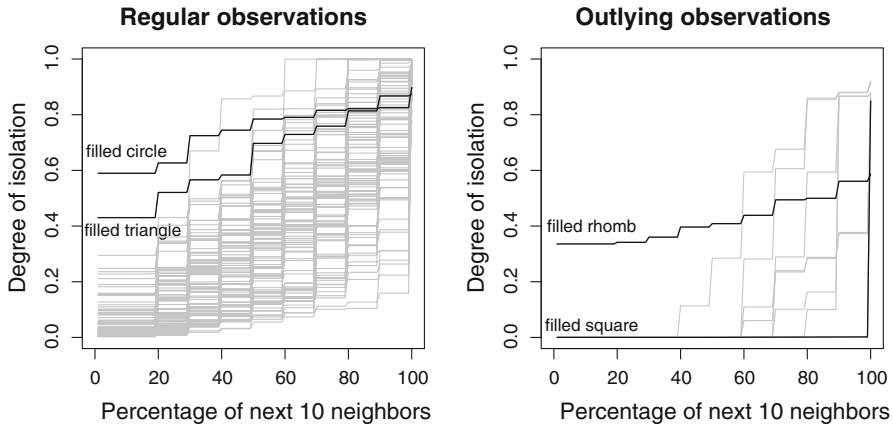 Regular observations
Degree of isolation
0.0 0.2 0.4 0.6 0.8 1.0
filled circle
filled triangle
0 20 40 60 80 100
Percentage of next 10 neighbors
Outlying observations
Degree of isolation
0.0 0.2 0.4 0.6 0.8 1.0
filled rhomb
filled square
0 20 40 60 80 100
Percentage of next 10 neighbors